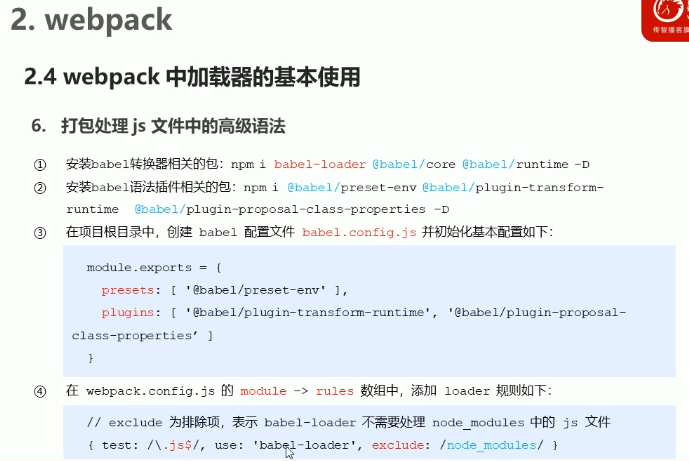 2. webpack
传智播客旗
2.4 webpack 中加载器的基本使用
6. 打包处理 js 文件中的高级语法
① 安装babel转换器相关的包：npm i babel-loader @babel/core @babel/runtime -D
② 安装babel语法插件相关的包：npm i @babel/preset-env @babel/plugin-transform-
runtime @babel/plugin-proposal-class-properties -D
③ 在项目根目录中，创建 babel 配置文件 babel.config.js 并初始化基本配置如下：
module.exports = {
presets: [ '@babel/preset-env' ],
plugins: [ '@babel/plugin-transform-runtime', '@babel/plugin-proposal-
class-properties’ ]
}
④ 在 webpack.config.js 的 module -> rules 数组中，添加 loader 规则如下：
// exclude 为排除项，表示 babel-loader 不需要处理 node_modules 中的 js 文件
{ test: /\.js$/, use: 'babel-loader', exclude: /node_modules/ }